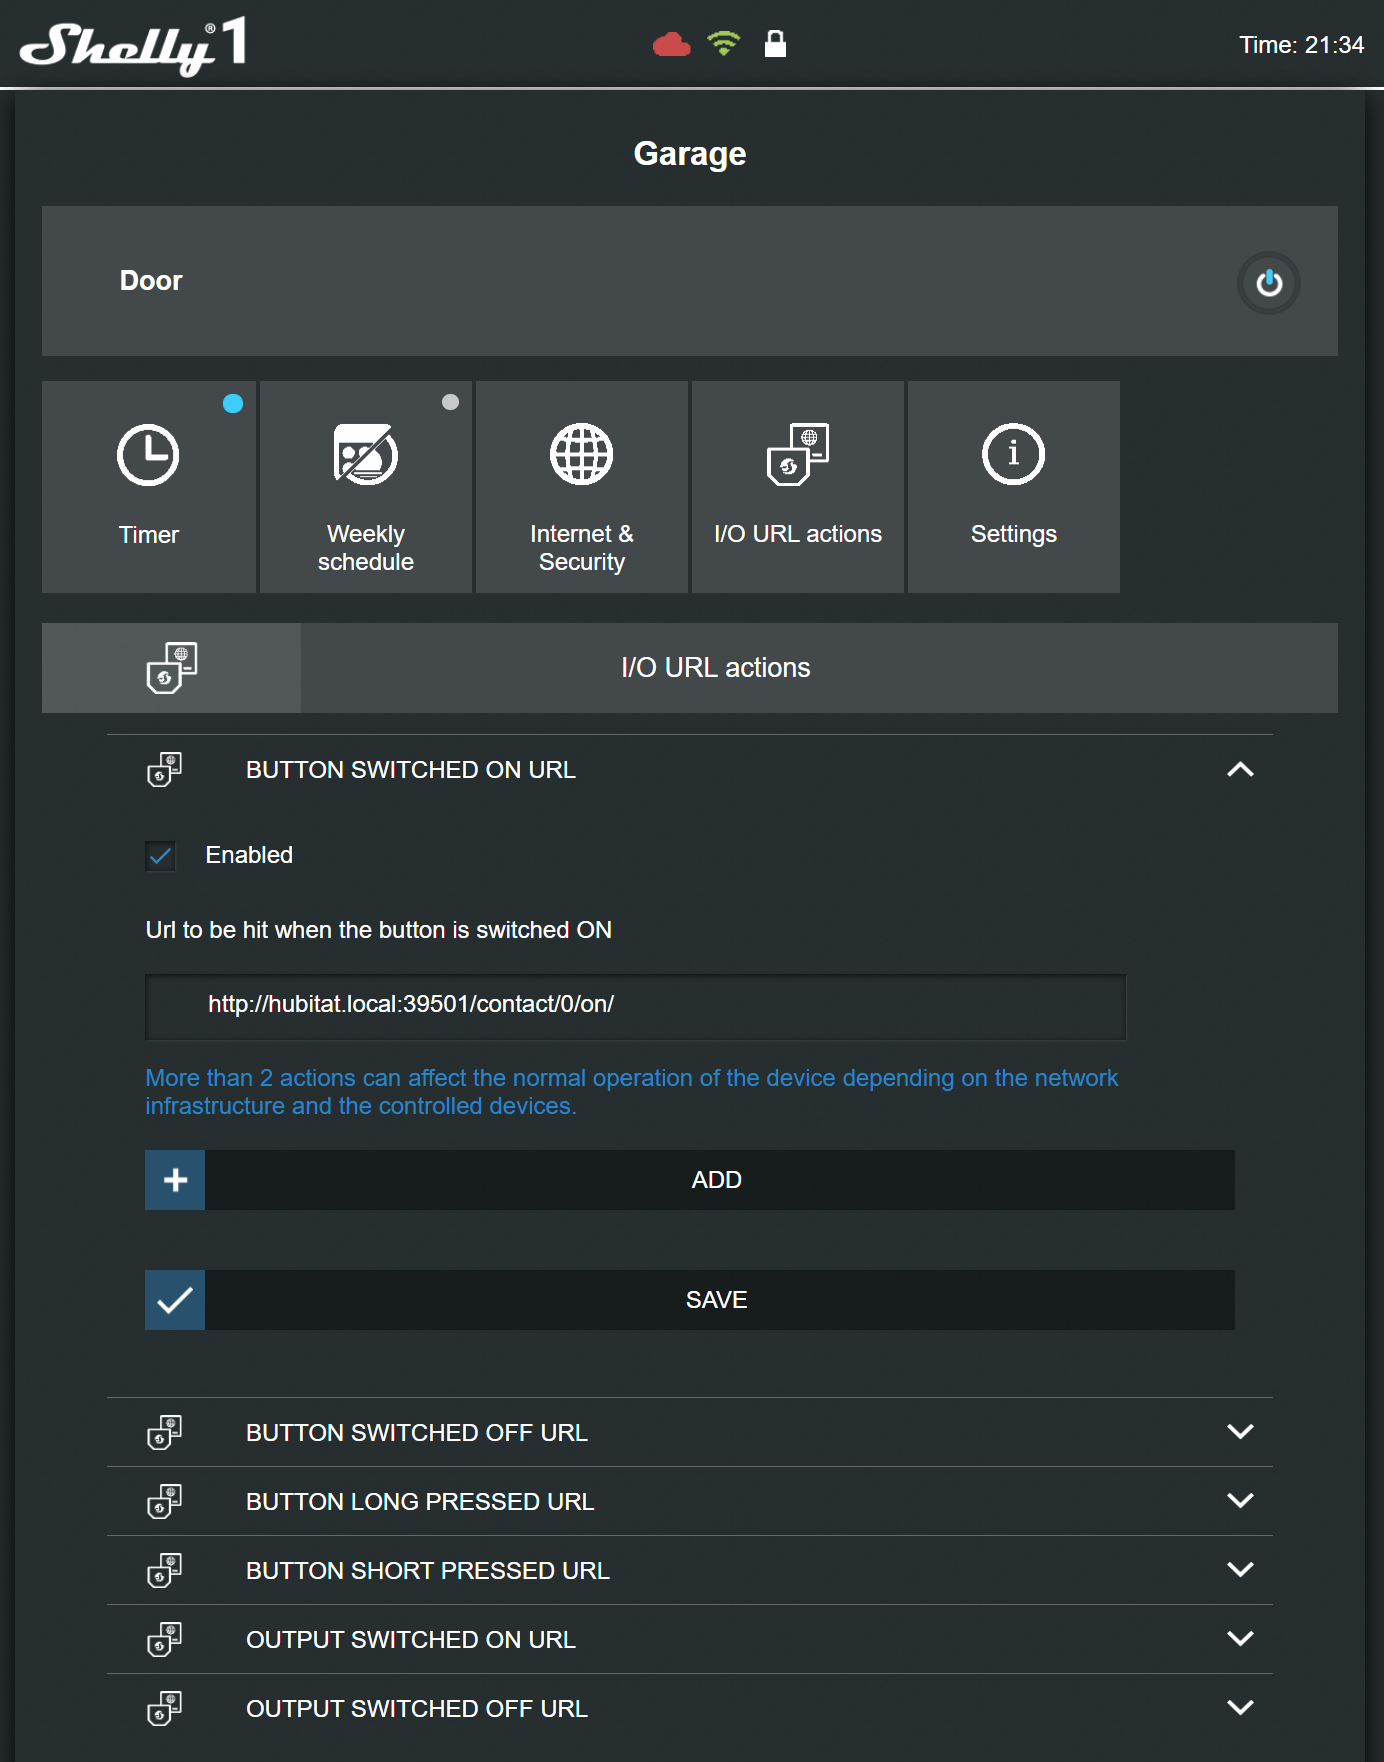 Shelly®1
Time: 21:34
Garage
Door
Timer
Weekly
schedule
Internet &
Security
I/O URL actions
Settings
I/O URL actions
BUTTON SWITCHED ON URL
Enabled
Url to be hit when the button is switched ON
http://hubitat.local:39501/contact/0/on/
More than 2 actions can affect the normal operation of the device depending on the network
infrastructure and the controlled devices.
ADD
SAVE
BUTTON SWITCHED OFF URL
BUTTON LONG PRESSED URL
BUTTON SHORT PRESSED URL
OUTPUT SWITCHED ON URL
OUTPUT SWITCHED OFF URL